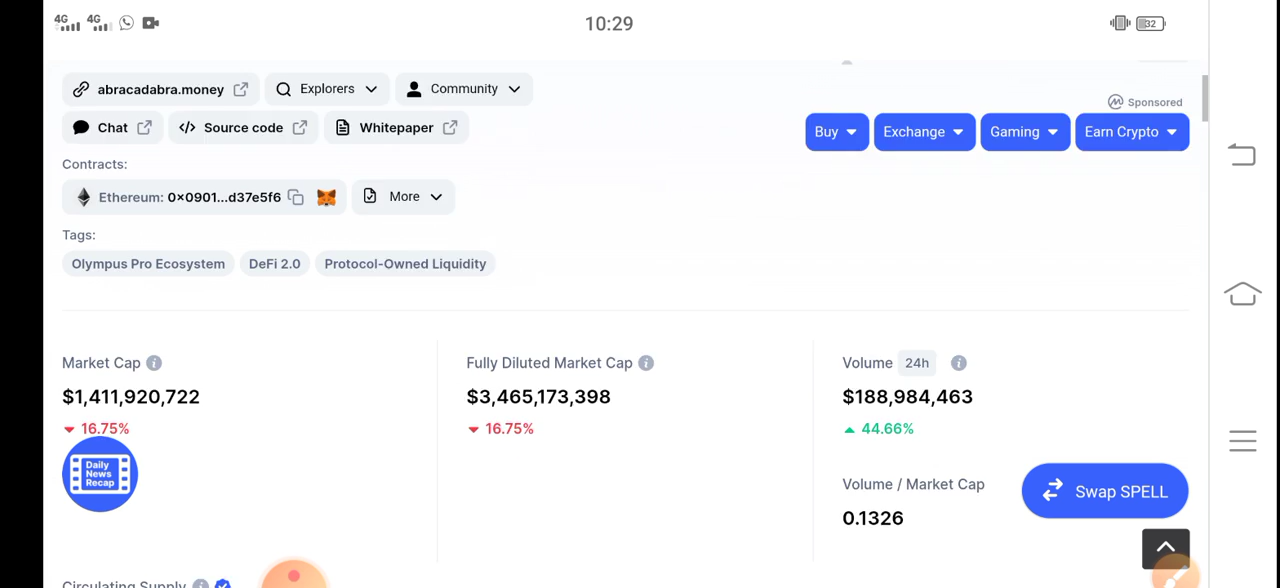 4G 4G 10:29 32
abracadabra.money Explorers Community
Sponsored
Chat Source code Whitepaper
Buy Exchange Gaming Earn Crypto
Contracts:
Ethereum: 0x0901...d37e5f6 More
Tags:
Olympus Pro Ecosystem DeFi 2.0 Protocol-Owned Liquidity
Market Cap Fully Diluted Market Cap Volume 24h
$1,411,920,722 $3,465,173,398 $188,984,463
16.75% 16.75% 44.66%
Daily
News
Recap
Volume / Market Cap
Swap SPELL
0.1326
Circulating Supply